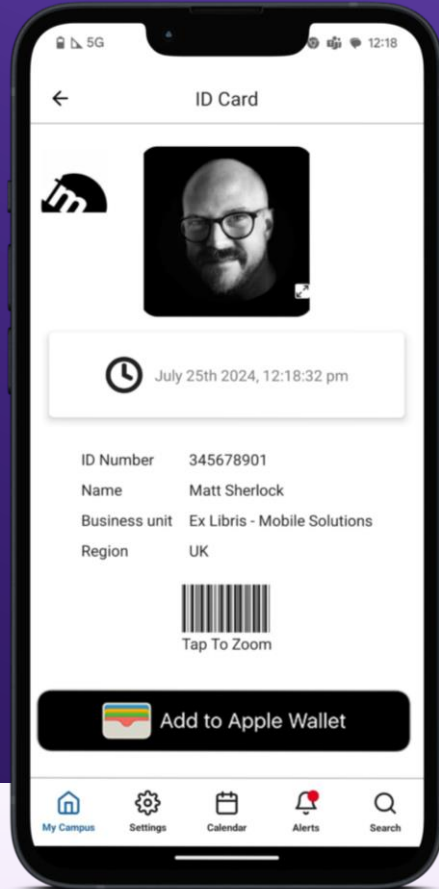 5G
12:18
ID Card
m
July 25th 2024, 12:18:32 pm
ID Number 345678901
Name Matt Sherlock
Business unit Ex Libris - Mobile Solutions
Region UK
Tap To Zoom
Add to Apple Wallet
My Campus Settings Calendar Alerts Search